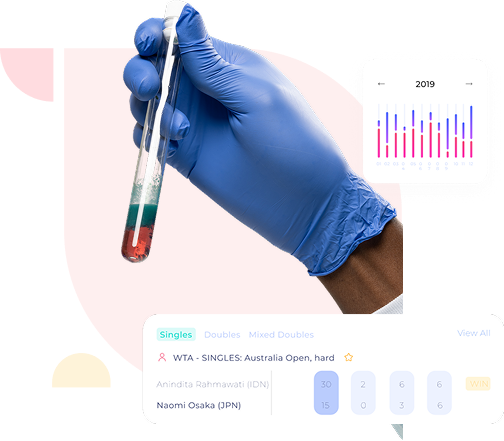 ← 2019 →
Singles Doubles Mixed Doubles View All
WTA - SINGLES: Australia Open, hard
Anindita Rahmawati (IDN) 30 2 6 6 WIN
Naomi Osaka (JPN) 15 0 3 6